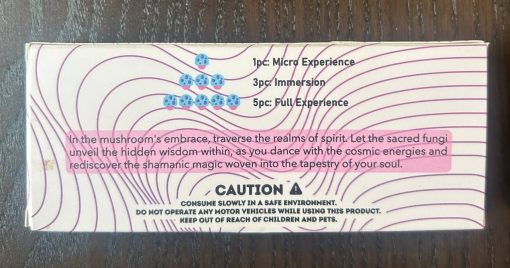 1pc: Micro Experience
3pc: Immersion
5pc: Full Experience
In the mushroom's embrace, traverse the realms of spirit. Let the sacred fungi
unveil the hidden wisdom within, as you dance with the cosmic energies and
rediscover the shamanic magic woven into the tapestry of your soul.
CAUTION
CONSUME SLOWLY IN A SAFE ENVIRONMENT.
DO NOT OPERATE ANY MOTOR VEHICLES WHILE USING THIS PRODUCT.
KEEP OUT OF REACH OF CHILDREN AND PETS.